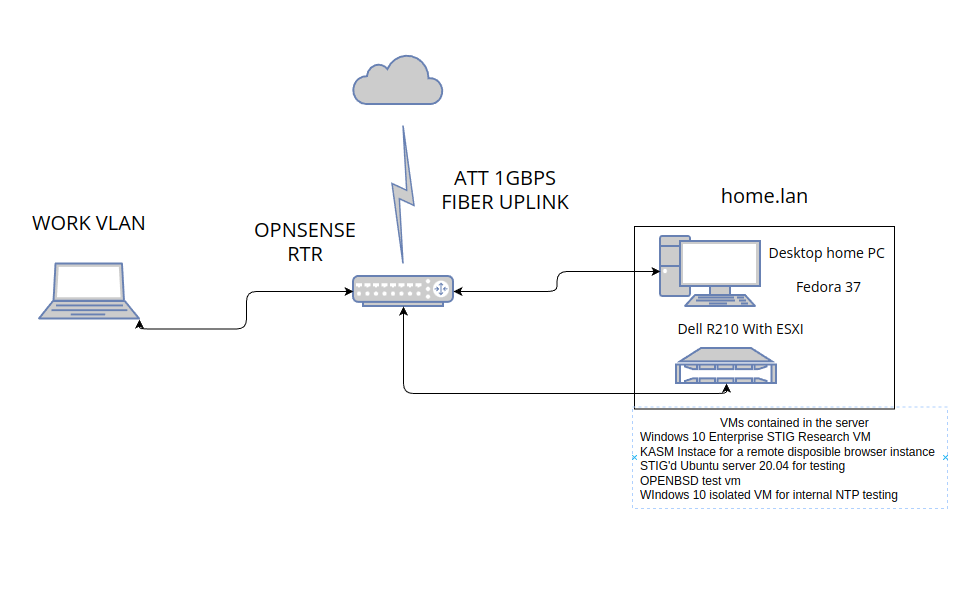 ATT 1GBPS
FIBER UPLINK
home.lan
WORK VLAN
OPNSENSE
RTR
Desktop home PC
Fedora 37
Dell R210 With ESXI
VMs contained in the server
Windows 10 Enterprise STIG Research VM
KASM Instace for a remote disposible browser instance
STIG'd Ubuntu server 20.04 for testing
OPENBSD test vm
WIndows 10 isolated VM for internal NTP testing